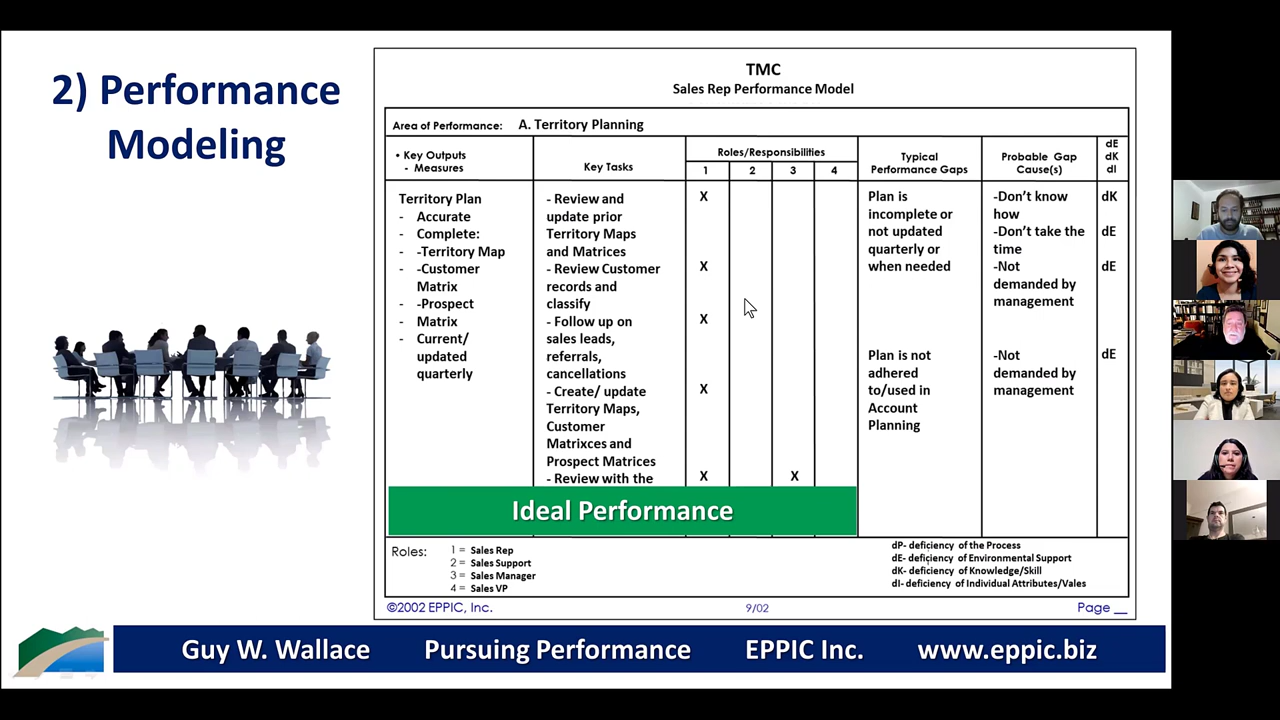 2) Performance
Modeling
TMC
Sales Rep Performance Model
Area of Performance: A. Territory Planning
• Key Outputs
- Measures
Key Tasks
Roles/Responsibilities
1 2 3 4
Typical
Performance Gaps
Probable Gap
Cause(s)
dE
dK
dI
Territory Plan
- Accurate
- Complete:
- -Territory Map
- -Customer
Matrix
- -Prospect
- Matrix
- Current/
updated
quarterly
- Review and
update prior
Territory Maps
and Matrices
- Review Customer
records and
classify
- Follow up on
sales leads,
referrals,
cancellations
- Create/ update
Territory Maps,
Customer
Matrixces and
Prospect Matrices
- Review with the
X
X
X
X
X X
Plan is
incomplete or
not updated
quarterly or
when needed
Plan is not
adhered
to/used in
Account
Planning
-Don't know
how
-Don't take the
time
-Not
demanded by
management
-Not
demanded by
management
dK
dE
dE
dE
Ideal Performance
Roles:
1 = Sales Rep
2 = Sales Support
3 = Sales Manager
4 = Sales VP
dP- deficiency of the Process
dE- defiçiency of Environmental Support
dK- deficiency of Knowledge/Skill
dI- deficiency of Individual Attributes/Vales
©2002 EPPIC, Inc. 9/02 Page __
Guy W. Wallace Pursuing Performance EPPIC Inc. www.eppic.biz